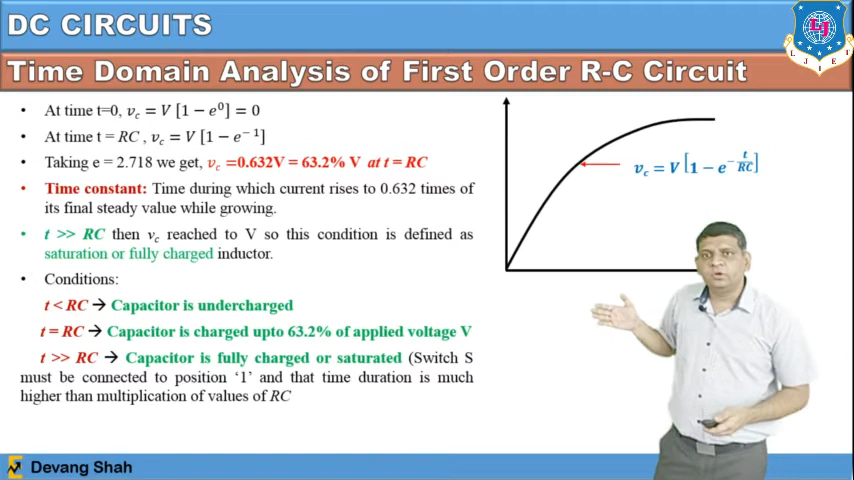 DC CIRCUITS
Time Domain Analysis of First Order R-C Circuit
LJ
L J I E T
• At time t=0, v_c = V [1 − e^0] = 0
• At time t = RC , v_c = V [1 − e^−1]
• Taking e = 2.718 we get, v_c =0.632V = 63.2% V at t = RC
• Time constant: Time during which current rises to 0.632 times of
its final steady value while growing.
• t >> RC then v_c reached to V so this condition is defined as
saturation or fully charged inductor.
• Conditions:
t < RC → Capacitor is undercharged
t = RC → Capacitor is charged upto 63.2% of applied voltage V
t >> RC → Capacitor is fully charged or saturated (Switch S
must be connected to position ‘1’ and that time duration is much
higher than multiplication of values of RC
v_c = V [1 − e^−t/RC]
Devang Shah